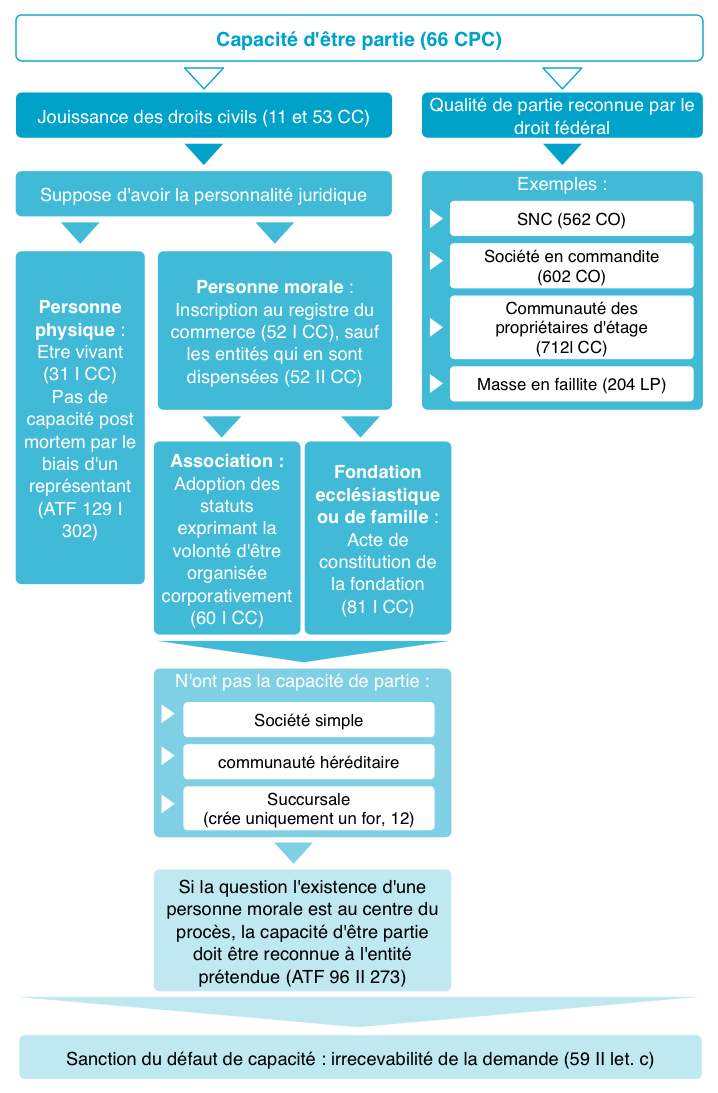 Capacité d'être partie (66 CPC)
Jouissance des droits civils (11 et 53 CC)
Qualité de partie reconnue par le
droit fédéral
Suppose d'avoir la personnalité juridique
Exemples :
SNC (562 CO)
Société en commandite
(602 CO)
Communauté des
propriétaires d'étage
(712l CC)
Masse en faillite (204 LP)
Personne
physique :
Etre vivant
(31 I CC)
Pas de
capacité post
mortem par le
biais d'un
représentant
(ATF 129 I
302)
Personne morale :
Inscription au registre du
commerce (52 I CC), sauf
les entités qui en sont
dispensées (52 II CC)
Association :
Adoption des
statuts
exprimant la
volonté d'être
organisée
corporativement
(60 I CC)
Fondation
ecclésiastique
ou de famille :
Acte de
constitution de
la fondation
(81 I CC)
N'ont pas la capacité de partie :
Société simple
communauté héréditaire
Succursale
(crée uniquement un for, 12)
Si la question l'existence d'une
personne morale est au centre du
procès, la capacité d'être partie
doit être reconnue à l'entité
prétendue (ATF 96 II 273)
Sanction du défaut de capacité : irrecevabilité de la demande (59 II let. c)